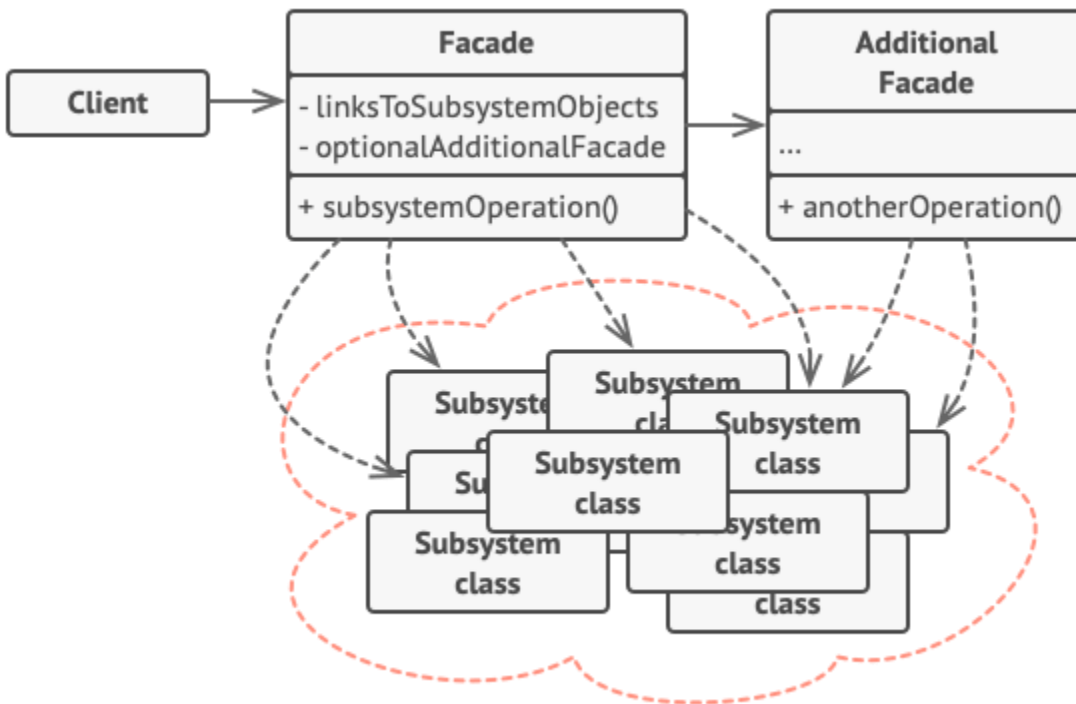 Facade
Additional
Facade
Client
- linksToSubsystemObjects
- optionalAdditionalFacade
...
+ subsystemOperation()
+ anotherOperation()
Subsystem
Subsystem
class
Subsystem
class
Subsystem
class
Subsystem
class
Subsystem
class
class